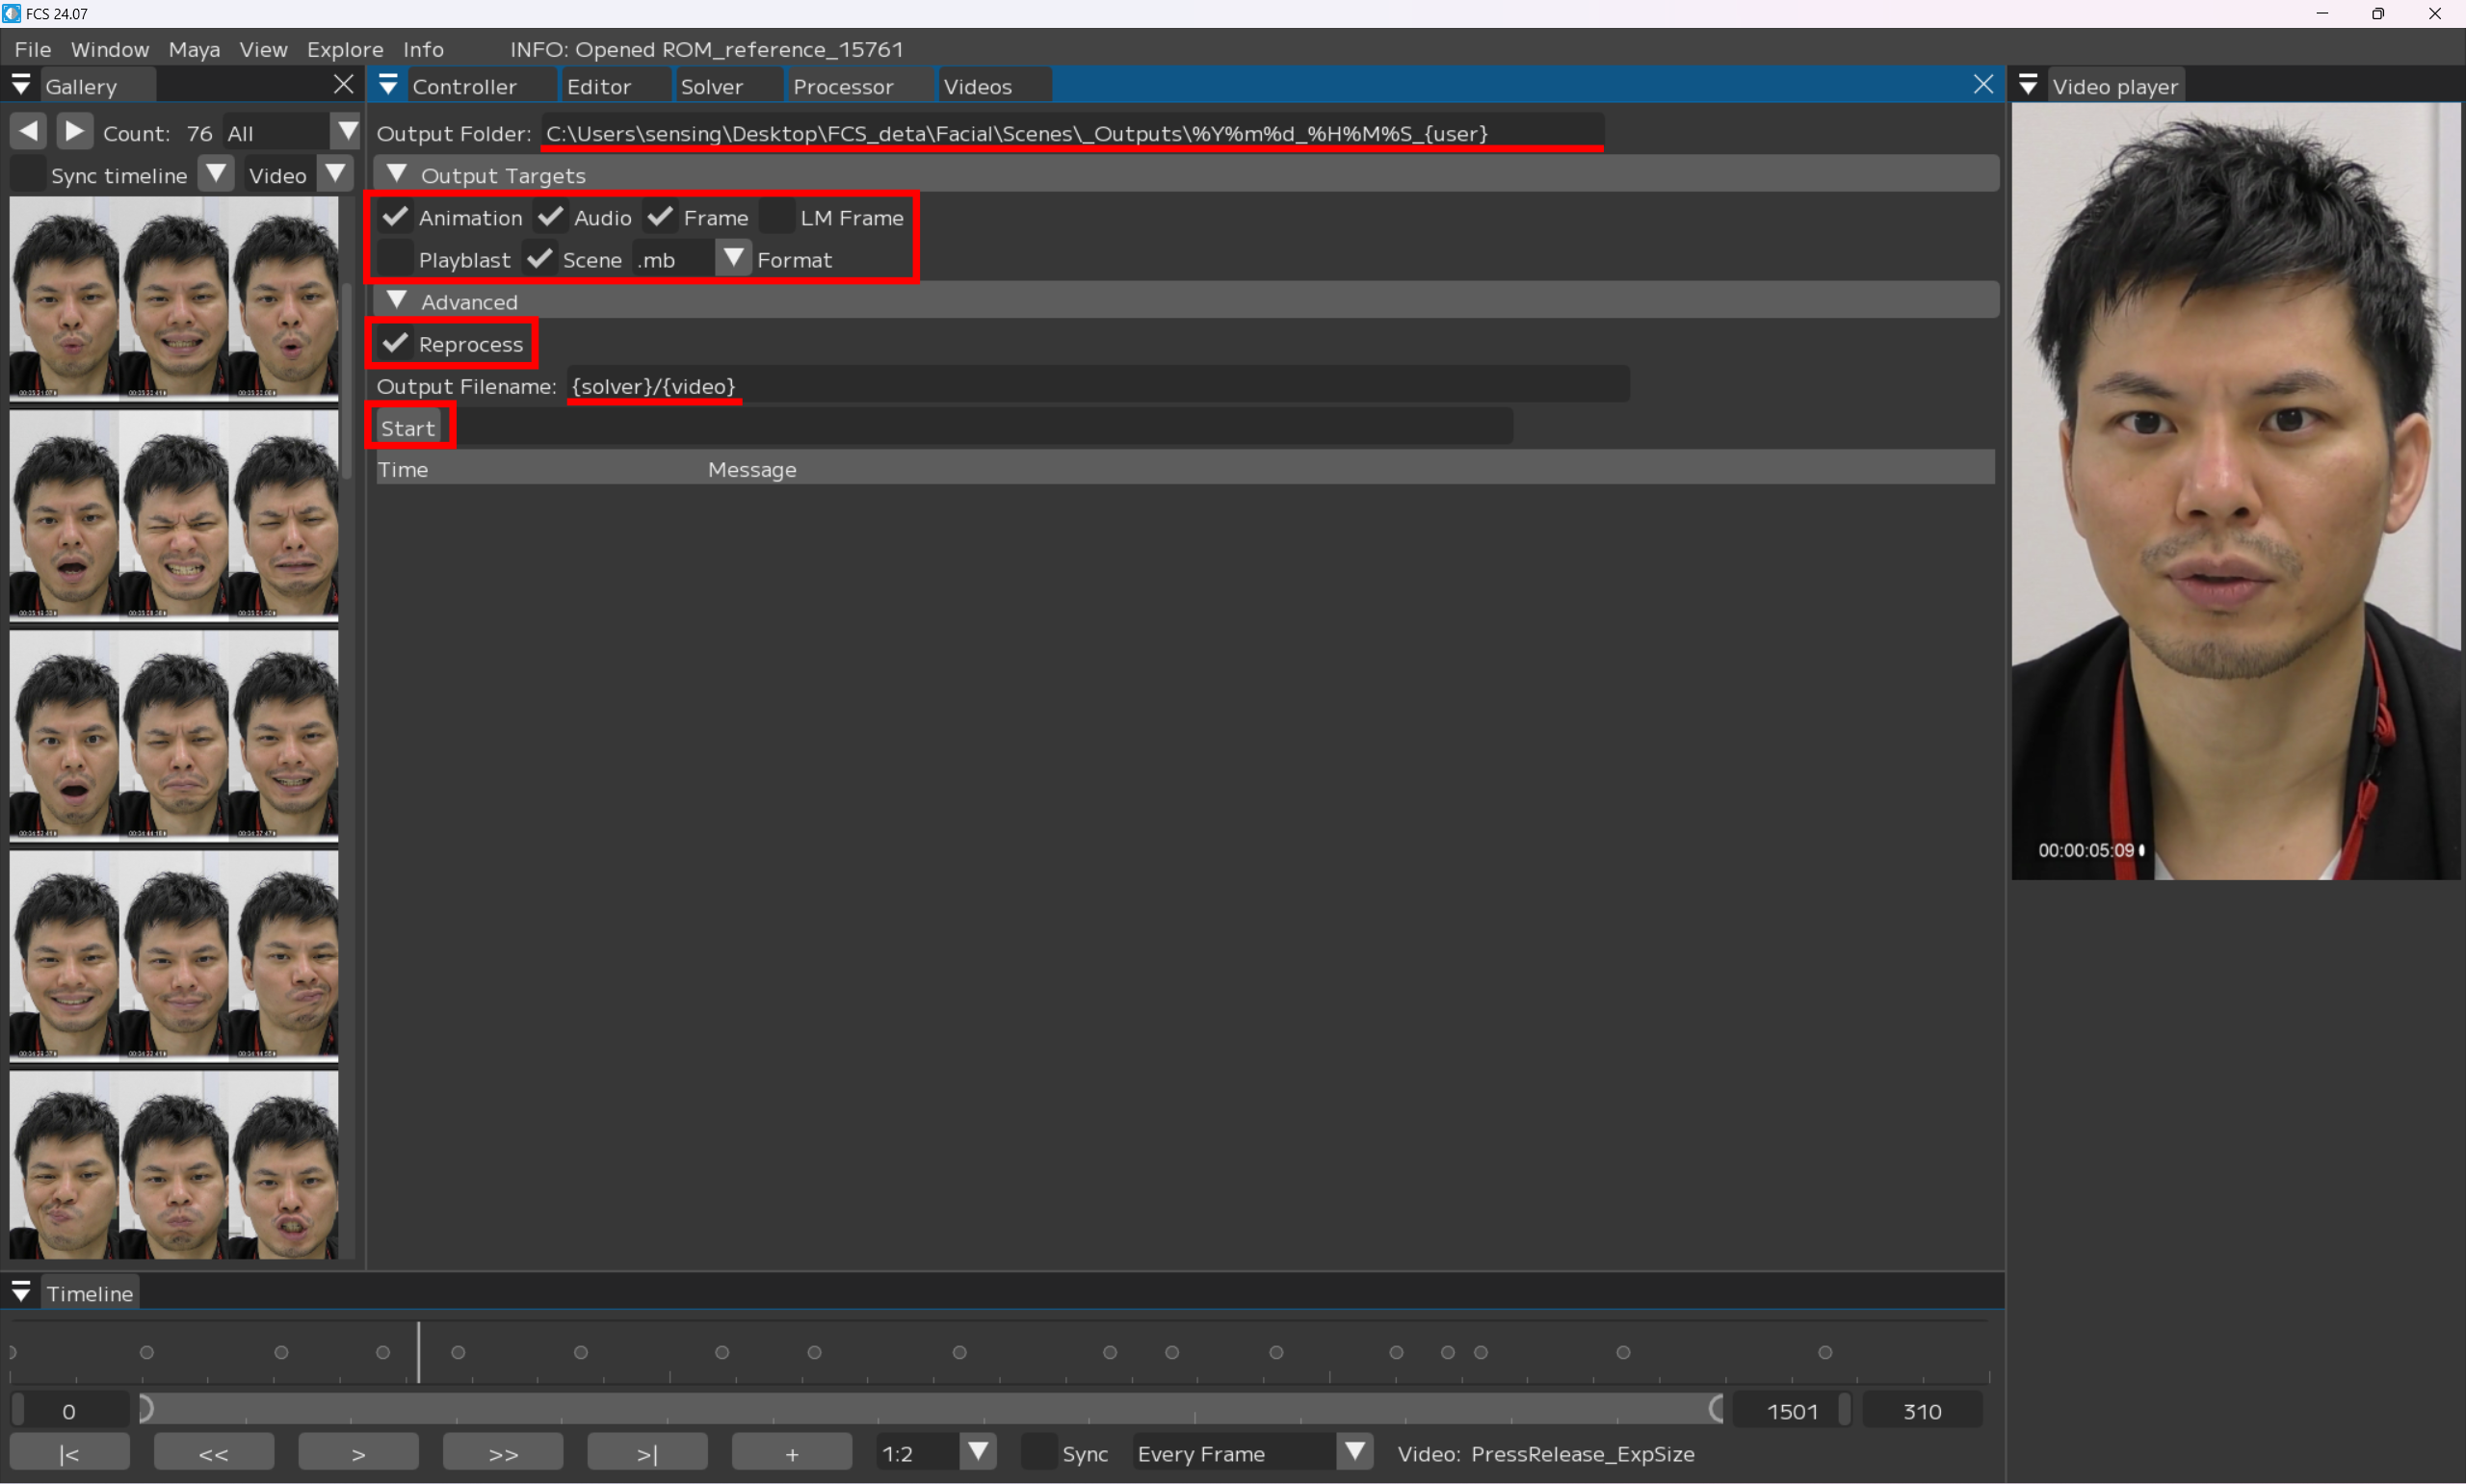 FCS 24.07
File Window Maya View Explore Info INFO: Opened ROM_reference_15761
Gallery
Count: 76 All
Sync timeline Video
Controller Editor Solver Processor Videos
Output Folder: C:\Users\sensing\Desktop\FCS_deta\Facial\Scenes\_Outputs\%Y%m%d_%H%M%S_{user}
Output Targets
Animation Audio Frame LM Frame
Playblast Scene .mb Format
Advanced
Reprocess
Output Filename: {solver}/{video}
Start
Time Message
Video player
00:00:05:09
Timeline
0 1501 310
|< << > >> >| + 1:2 Sync Every Frame Video: PressRelease_ExpSize